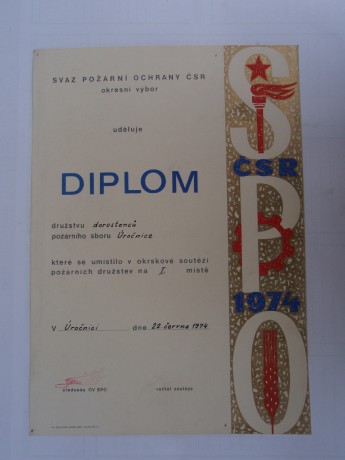 SVAZ POŽÁRNÍ OCHRANY ČSR
okresní výbor
uděluje
DIPLOM
družstvu dorostenců
požárního sboru Úročnice
které se umístilo v okrskové soutěži
požárních družstev na I. místě
V Úročnici dne 22. června 1974
předseda OV SPO velitel soutěže
S
ČSR
P
1974
O